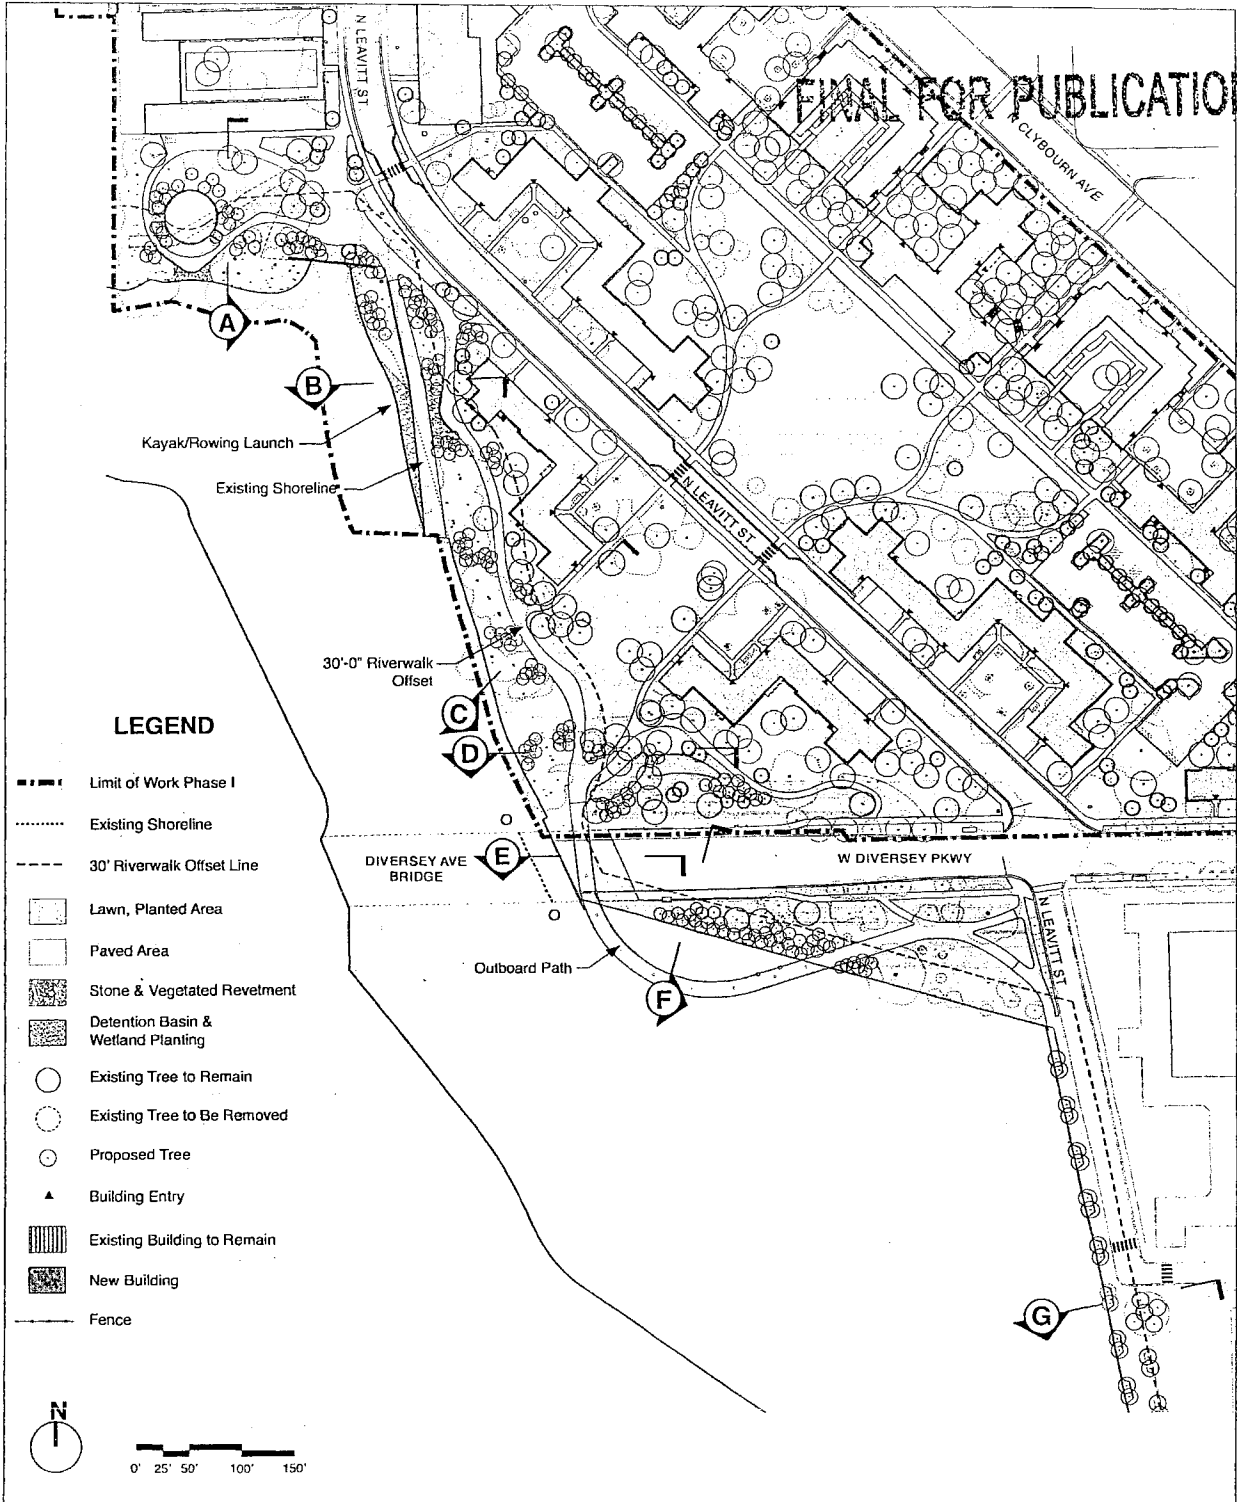 N LEAVITT ST
FINAL FOR PUBLICATIO
CLYBOURN AVE
A
B
Kayak/Rowing Launch
Existing Shoreline
N LEAVITT ST
30'-0" Riverwalk
Offset
C
D
E
DIVERSEY AVE
BRIDGE
W DIVERSEY PKWY
N LEAVITT ST
Outboard Path
F
G
LEGEND
Limit of Work Phase I
Existing Shoreline
30' Riverwalk Offset Line
Lawn, Planted Area
Paved Area
Stone & Vegetated Revetment
Detention Basin &
Wetland Planting
Existing Tree to Remain
Existing Tree to Be Removed
Proposed Tree
Building Entry
Existing Building to Remain
New Building
Fence
N
0' 25' 50' 100' 150'